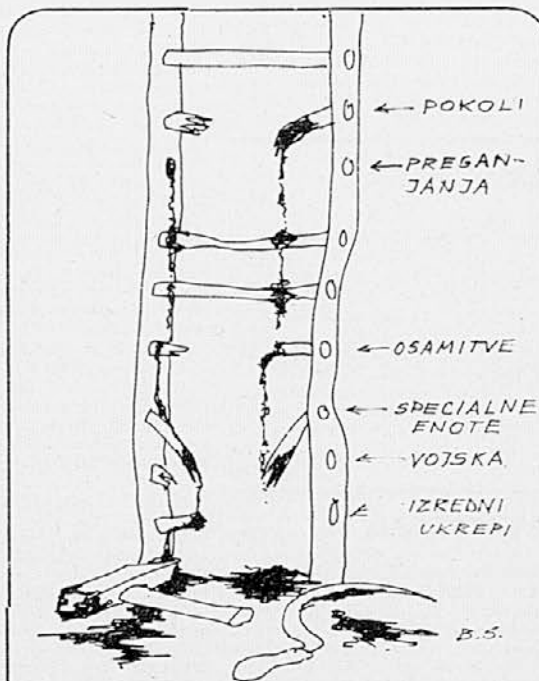 ← POKOLI
← PREGAN-
JANJA
← OSAMITVE
← SPECIALNE
ENOTE
← VOJSKA
← IZREDNI
UKREPI
B.Š.